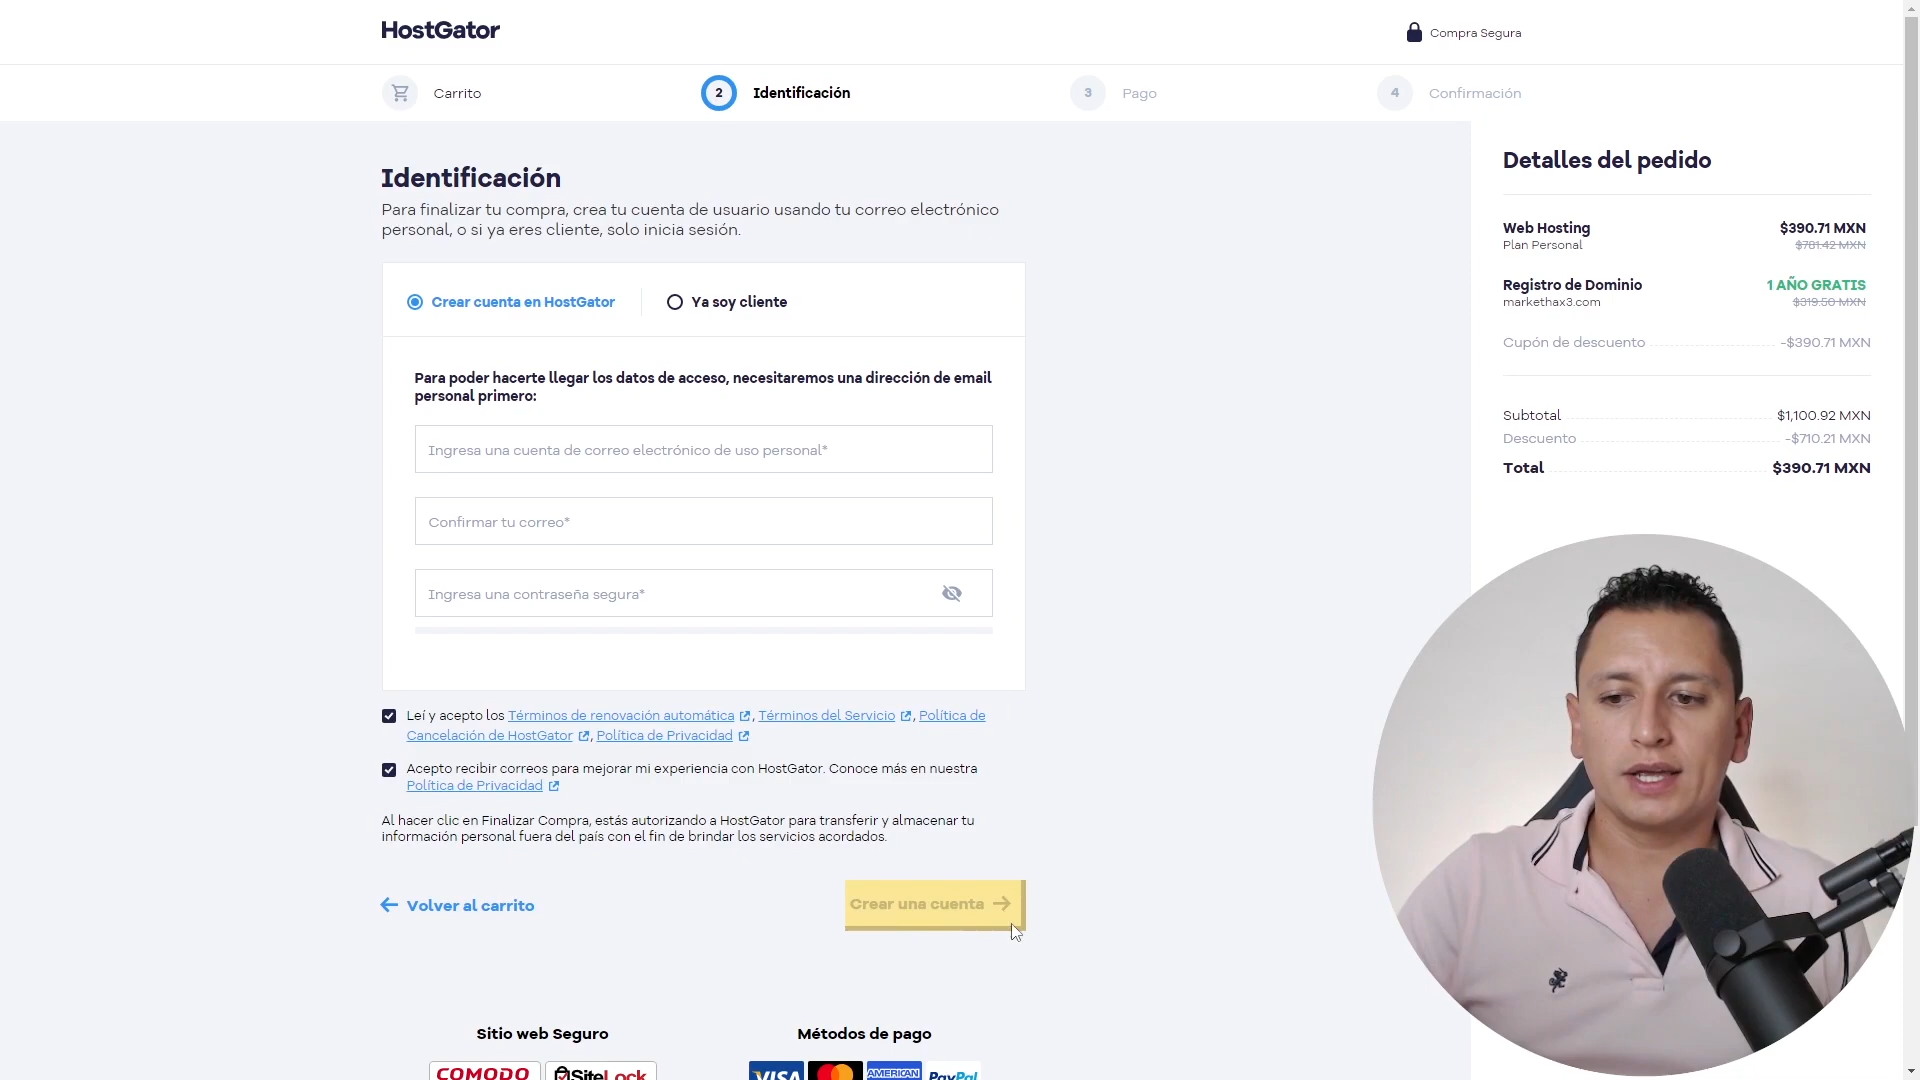 HostGator
Compra Segura
Carrito
2
Identificación
3
Pago
4
Confirmación
Identificación
Para finalizar tu compra, crea tu cuenta de usuario usando tu correo electrónico
personal, o si ya eres cliente, solo inicia sesión.
Crear cuenta en HostGator
Ya soy cliente
Para poder hacerte llegar los datos de acceso, necesitaremos una dirección de email
personal primero:
Ingresa una cuenta de correo electrónico de uso personal*
Confirmar tu correo*
Ingresa una contraseña segura*
Leí y acepto los Términos de renovación automática , Términos del Servicio , Política de
Cancelación de HostGator , Política de Privacidad
Acepto recibir correos para mejorar mi experiencia con HostGator. Conoce más en nuestra
Política de Privacidad
Al hacer clic en Finalizar Compra, estás autorizando a HostGator para transferir y almacenar tu
información personal fuera del país con el fin de brindar los servicios acordados.
Volver al carrito
Crear una cuenta
Sitio web Seguro
Métodos de pago
COMODO
SiteLock
VISA
AMERICAN
PayPal
Detalles del pedido
Web Hosting
$390.71 MXN
Plan Personal
$781.42 MXN
Registro de Dominio
1 AÑO GRATIS
markethax3.com
$319.50 MXN
Cupón de descuento
-$390.71 MXN
Subtotal
$1,100.92 MXN
Descuento
-$710.21 MXN
Total
$390.71 MXN